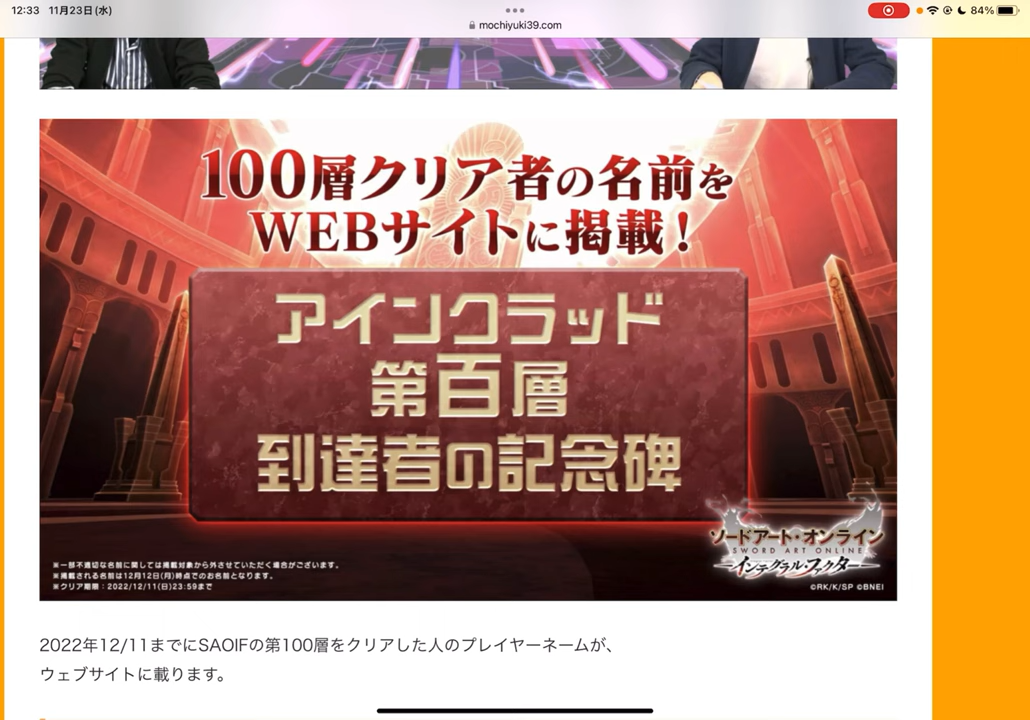 12:33 11月23日(水)
mochiyuki39.com
84%
100層クリア者の名前を
WEBサイトに掲載！
アインクラッド
第百層
到達者の記念碑
ソードアート・オンライン
SWORD ART ONLINE
インテグラル・ファクター
※一部不適切な名前に関しては掲載対象から外させていただく場合がございます。
※掲載される名前は12月12日(月)時点でのお名前となります。
※クリア期限：2022/12/11(日)23:59まで
©RK/K/SP ©BNEI
2022年12/11までにSAOIFの第100層をクリアした人のプレイヤーネームが、
ウェブサイトに載ります。